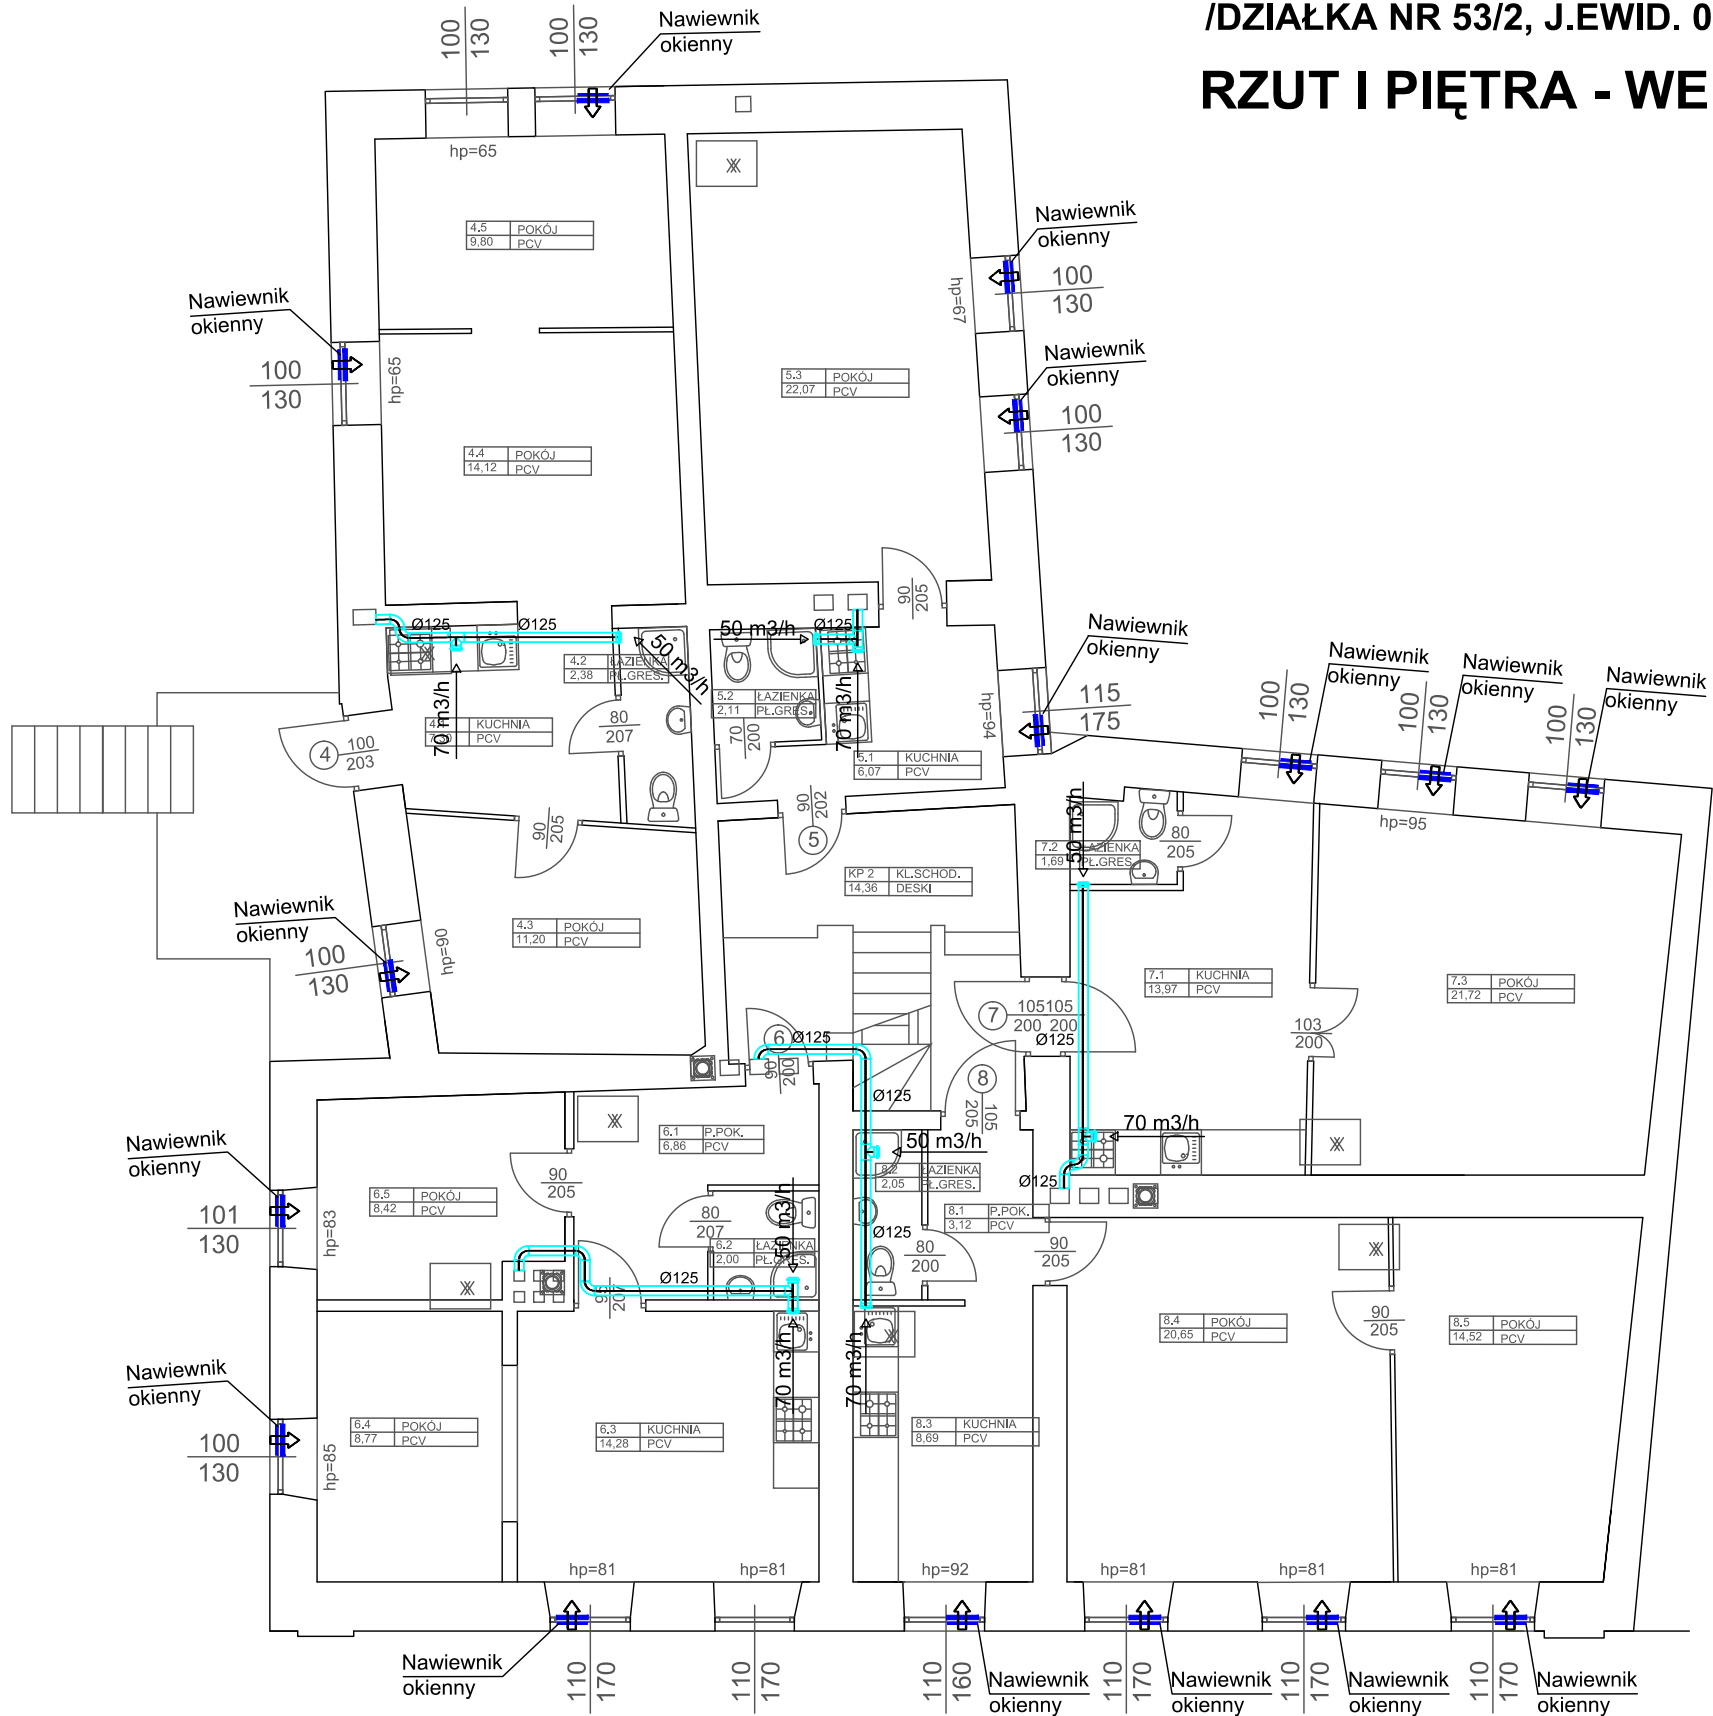 /DZIAŁKA NR 53/2, J.EWID. 0
RZUT I PIĘTRA - WE
100
130
100
130
Nawiewnik
okienny
hp=65
4.5 POKÓJ
9,80 PCV
Nawiewnik
okienny
100
130
hp=67
Nawiewnik
okienny
100
130
hp=65
Nawiewnik
okienny
100
130
5.3 POKÓJ
22,07 PCV
4.4 POKÓJ
14,12 PCV
90
205
Ø125
Ø125
50 m3/h
Ø125
50 m3/h
4.2 ŁAZIENKA
2,38 PŁ.GRES.
5.2 ŁAZIENKA
2,11 PŁ.GRES.
70 m3/h
KUCHNIA
PCV
80
207
70
200
70 m3/h
5.1 KUCHNIA
6,07 PCV
hp=94
Nawiewnik
okienny
115
175
Nawiewnik
okienny
100
130
Nawiewnik
okienny
100
130
Nawiewnik
okienny
100
130
4
100
203
90
205
90
202
5
hp=95
50 m3/h
7.2 ŁAZIENKA
1,69 PŁ.GRES.
80
205
KP 2 KL.SCHOD.
14,36 DESKI
Nawiewnik
okienny
100
130
hp=90
4.3 POKÓJ
11,20 PCV
7.1 KUCHNIA
13,97 PCV
7.3 POKÓJ
21,72 PCV
7
105 105
200 200
Ø125
103
200
6
Ø125
90
200
8
105
205
Ø125
50 m3/h
70 m3/h
Nawiewnik
okienny
101
130
hp=83
6.1 P.POK.
6,86 PCV
6.5 POKÓJ
8,42 PCV
90
205
80
207
50 m3/h
6.2 ŁAZIENKA
2,00 PŁ.GRES.
8.2 ŁAZIENKA
2,05 PŁ.GRES.
Ø125
8.1 P.POK.
3,12 PCV
Ø125
80
200
90
205
Ø125
90
207
70 m3/h
70 m3/h
8.4 POKÓJ
20,65 PCV
90
205
8.5 POKÓJ
14,52 PCV
Nawiewnik
okienny
100
130
hp=85
6.4 POKÓJ
8,77 PCV
6.3 KUCHNIA
14,28 PCV
8.3 KUCHNIA
8,69 PCV
hp=81
hp=81
hp=92
hp=81
hp=81
hp=81
Nawiewnik
okienny
110
170
110
170
110
160
Nawiewnik
okienny
110
170
Nawiewnik
okienny
110
170
Nawiewnik
okienny
110
170
Nawiewnik
okienny